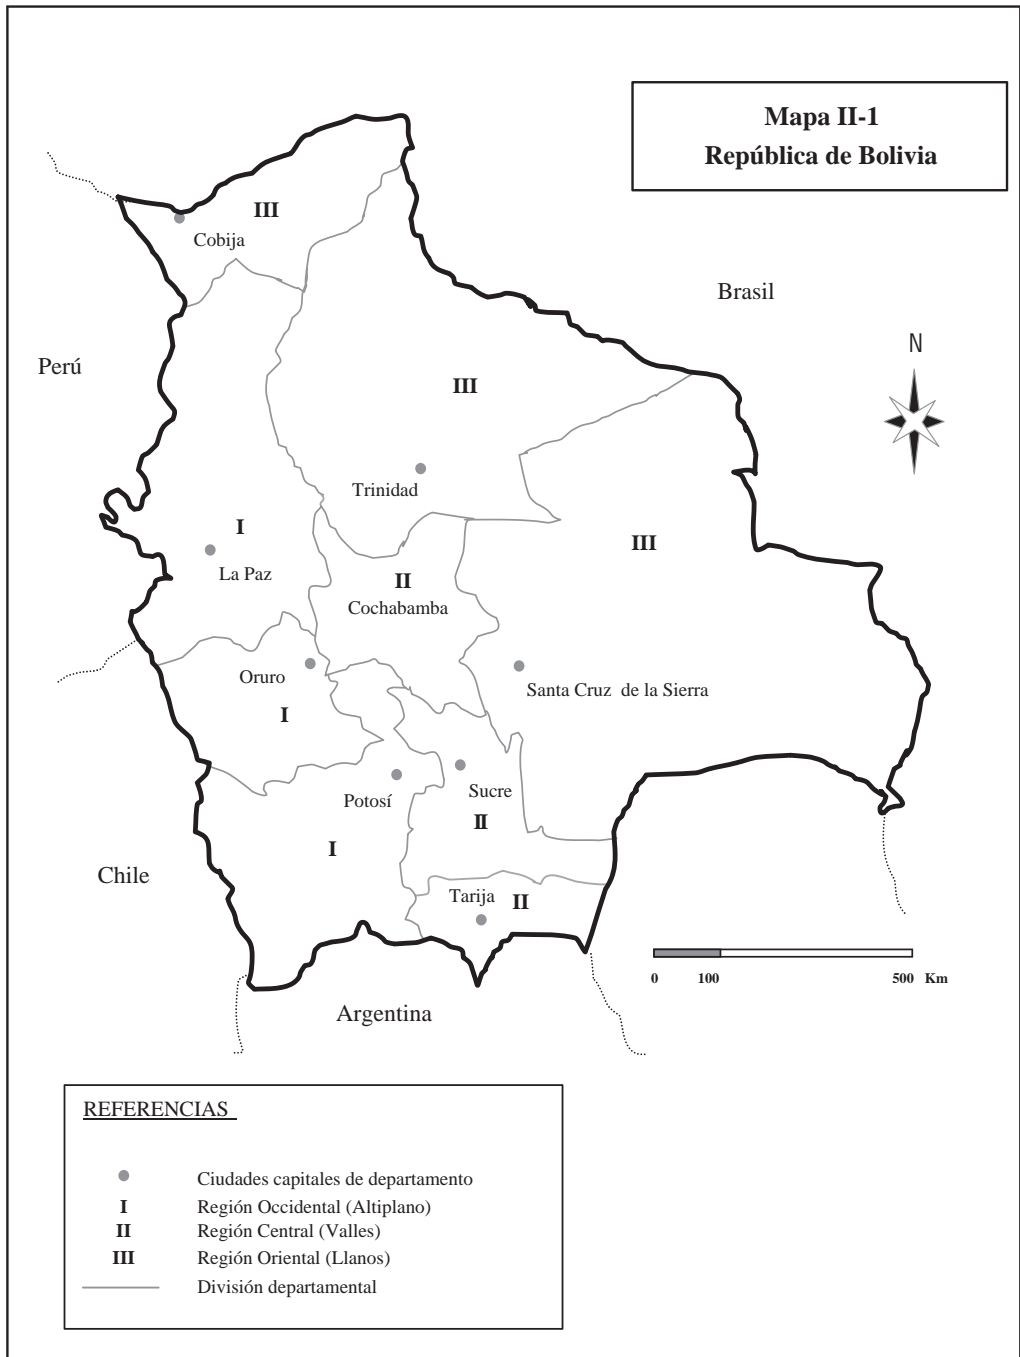 Mapa II-1
República de Bolivia
III
Cobija
Brasil
N
Perú
III
Trinidad
I
III
La Paz
II
Cochabamba
Oruro
Santa Cruz de la Sierra
I
Potosí
Sucre
II
I
Chile
Tarija
II
0 100 500 Km
Argentina
REFERENCIAS
Ciudades capitales de departamento
I Región Occidental (Altiplano)
II Región Central (Valles)
III Región Oriental (Llanos)
División departamental